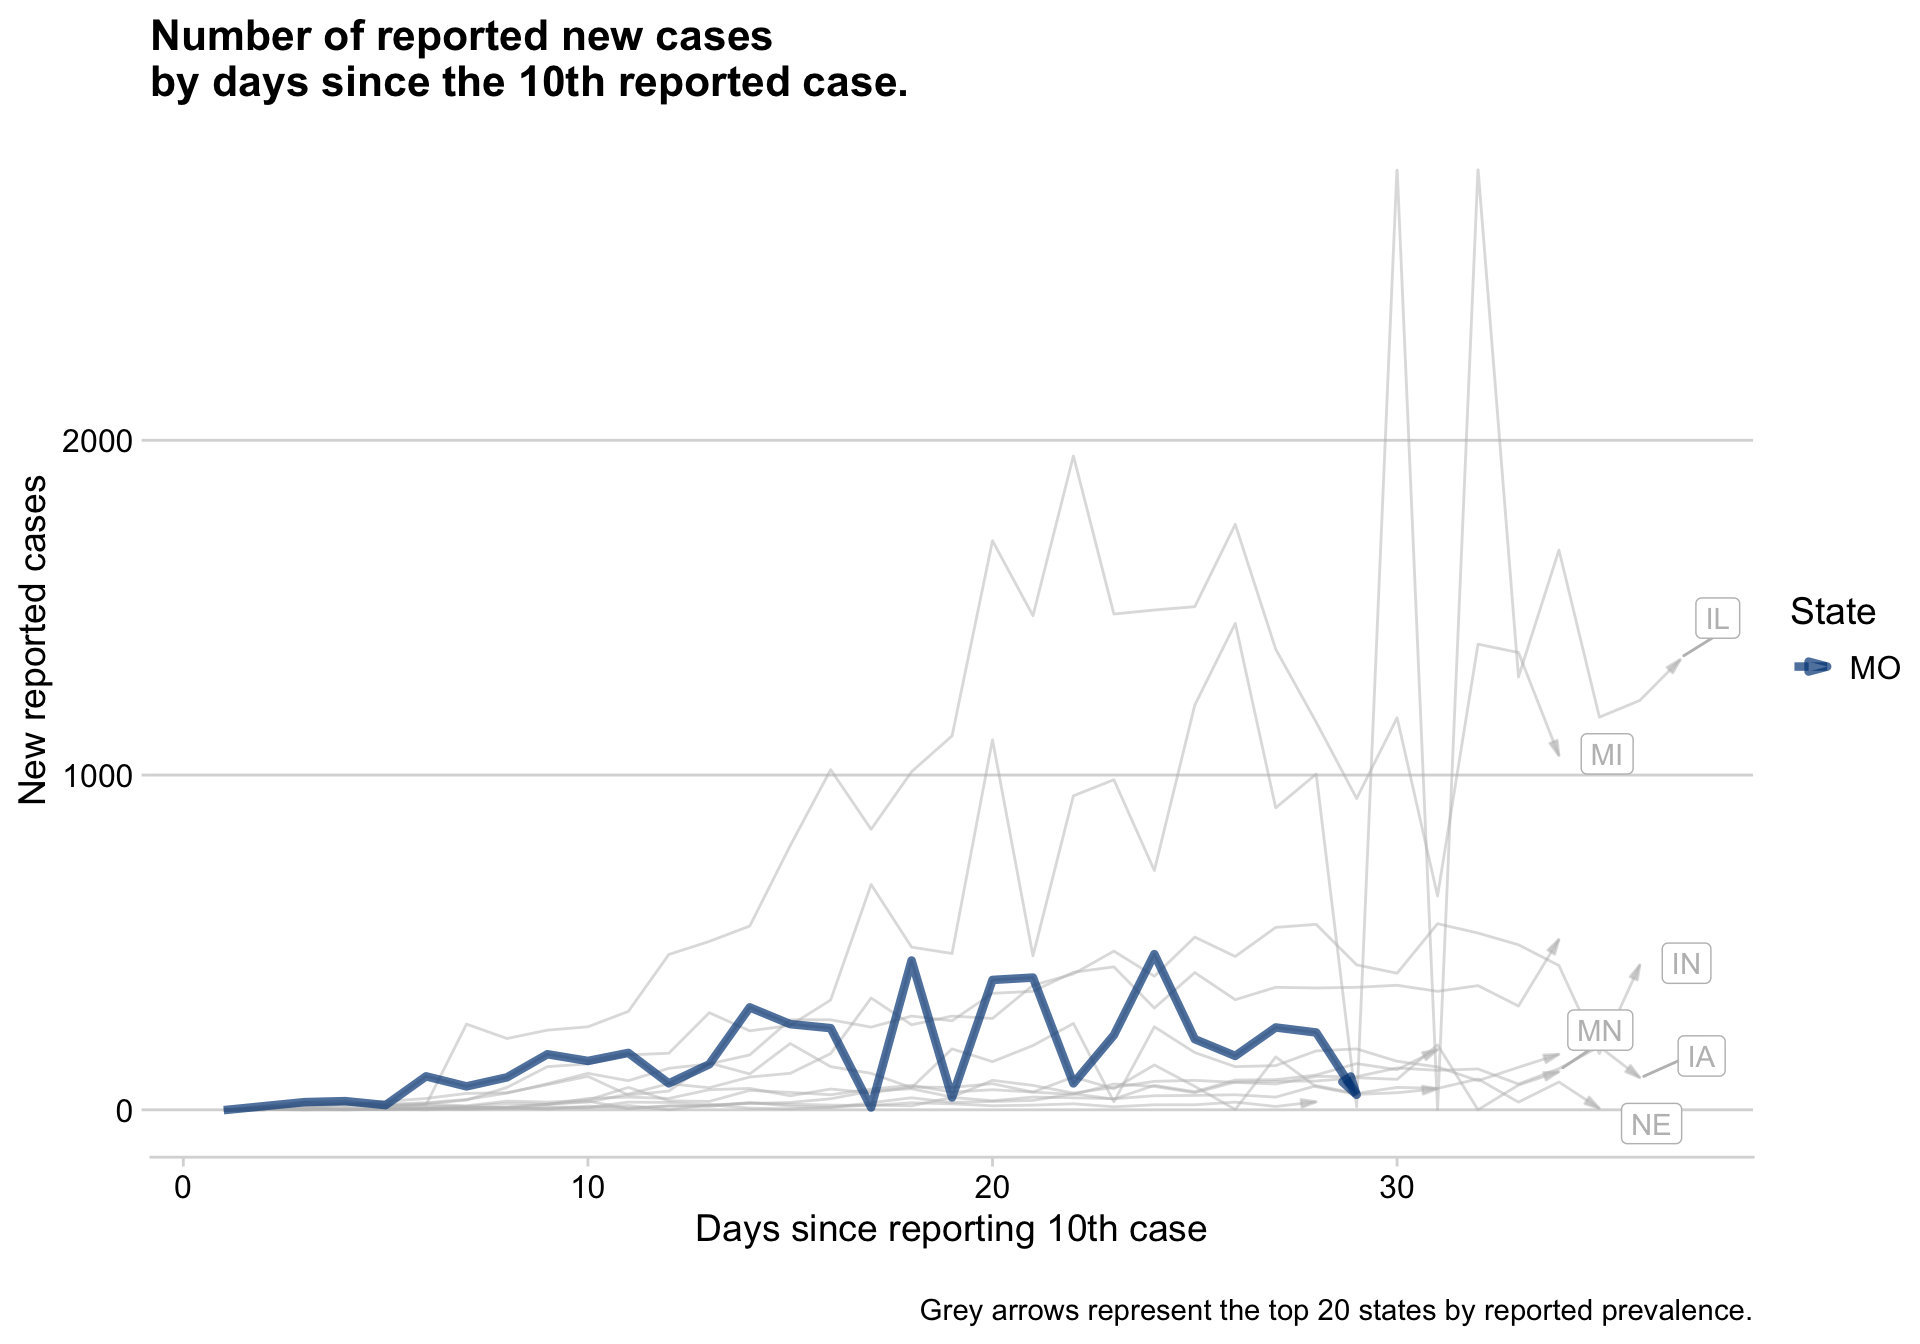 Number of reported new cases
by days since the 10th reported case.
New reported cases
2000
1000
0
IL
MI
IN
MN
IA
NE
State
MO
0 10 20 30
Days since reporting 10th case
Grey arrows represent the top 20 states by reported prevalence.